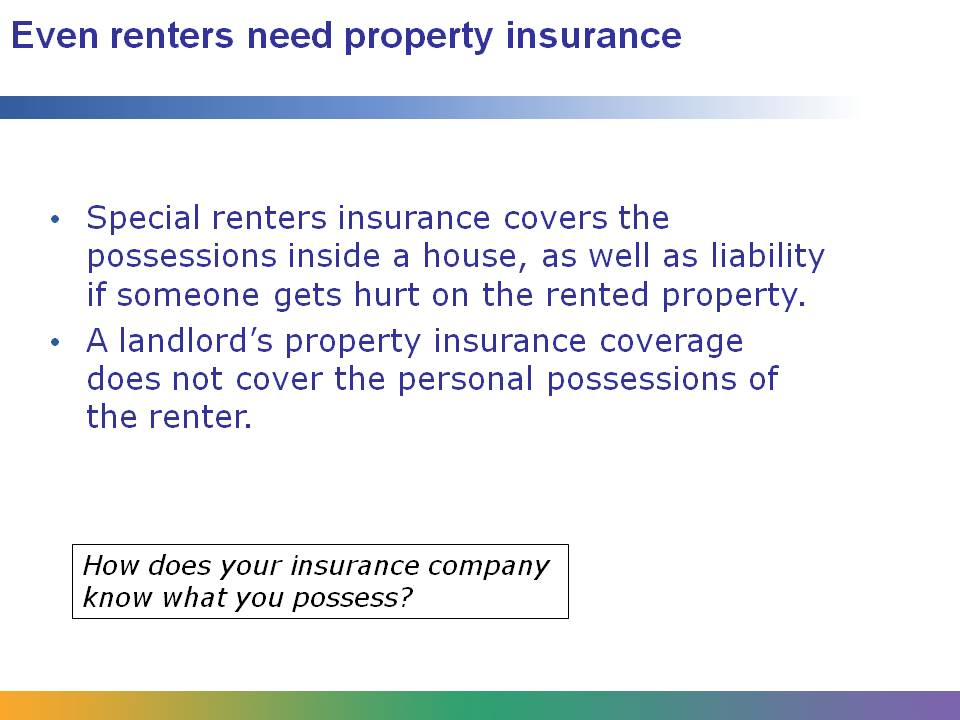 Even renters need property insurance
• Special renters insurance covers the
possessions inside a house, as well as liability
if someone gets hurt on the rented property.
• A landlord’s property insurance coverage
does not cover the personal possessions of
the renter.
How does your insurance company
know what you possess?